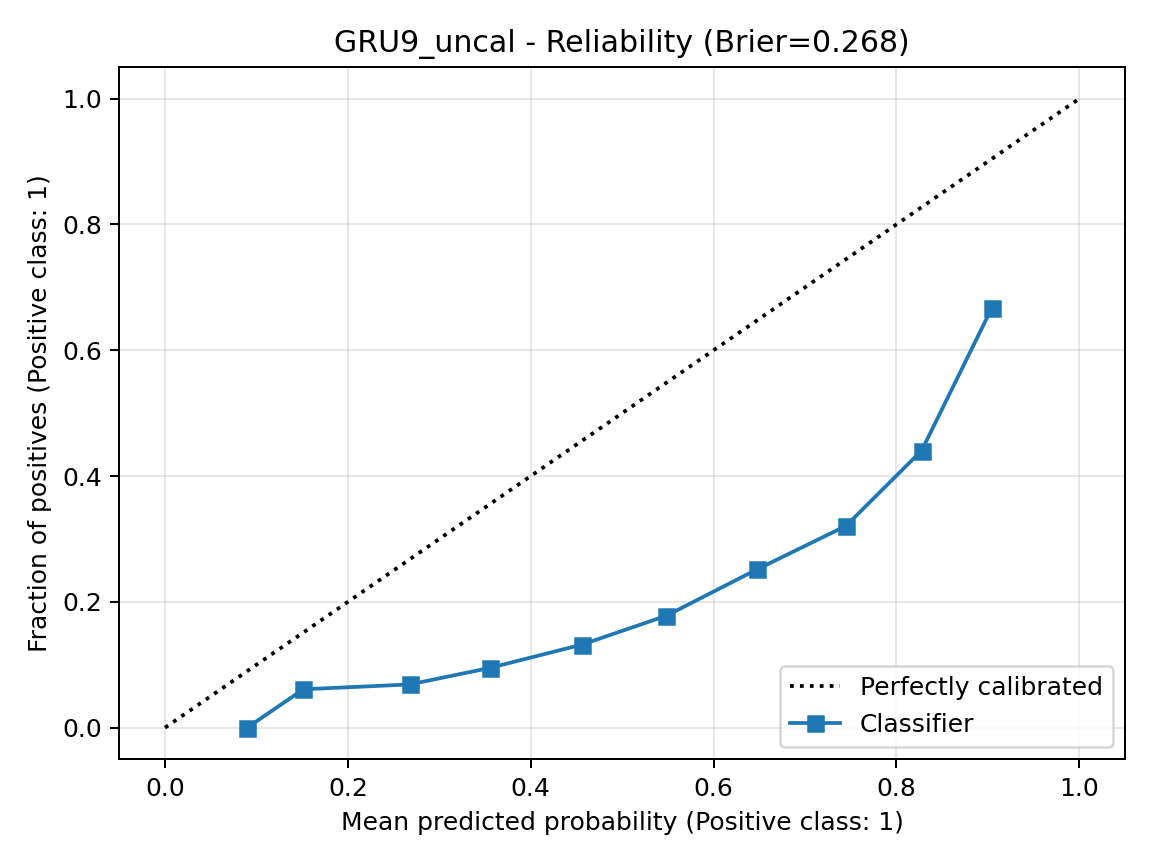 GRU9_uncal - Reliability (Brier=0.268)
Fraction of positives (Positive class: 1)
1.0
0.8
0.6
0.4
0.2
0.0
Perfectly calibrated
Classifier
0.0 0.2 0.4 0.6 0.8 1.0
Mean predicted probability (Positive class: 1)